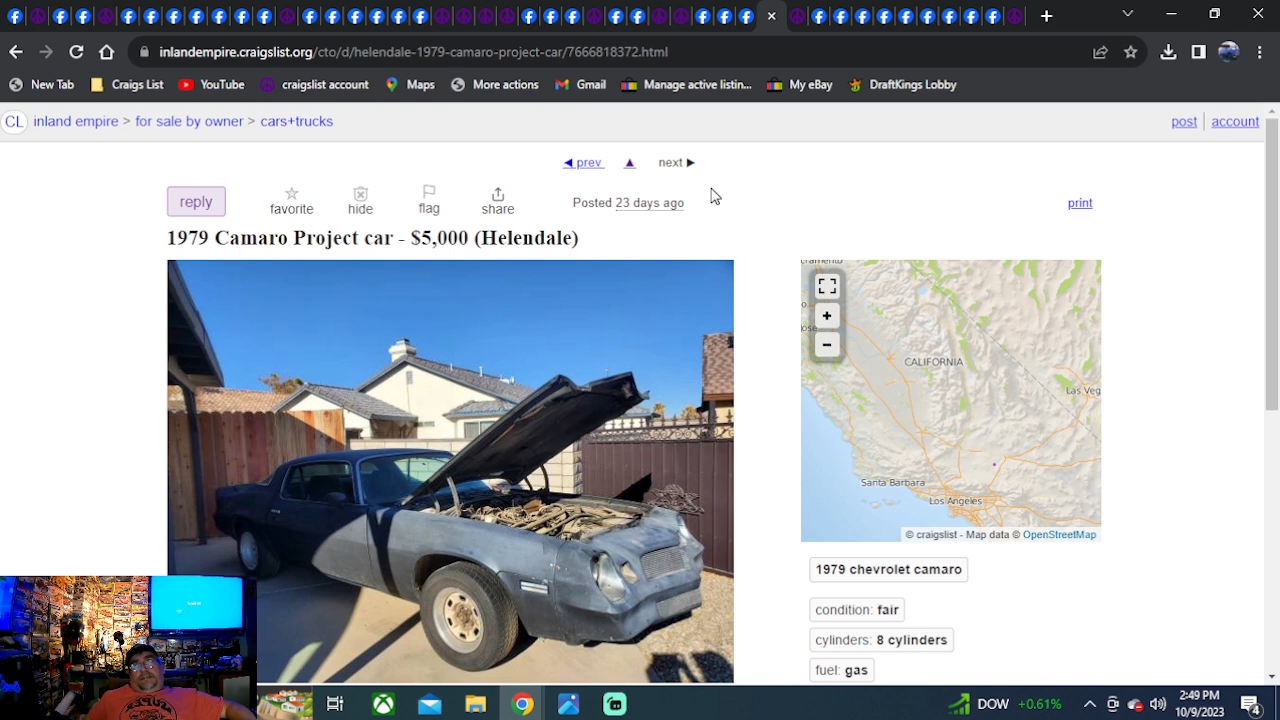 inlandempire.craigslist.org/cto/d/helendale-1979-camaro-project-car/7666818372.html
New Tab Craigs List YouTube craigslist account Maps More actions Gmail Manage active listin... My eBay DraftKings Lobby
CL inland empire > for sale by owner > cars+trucks post account
◀ prev ▲ next ▶
reply favorite hide flag share Posted 23 days ago print
1979 Camaro Project car - $5,000 (Helendale)
CALIFORNIA
Las Veg
Santa Barbara
Los Angeles
© craigslist - Map data © OpenStreetMap
1979 chevrolet camaro
condition: fair
cylinders: 8 cylinders
fuel: gas
DOW +0.61%
2:49 PM
10/9/2023
4